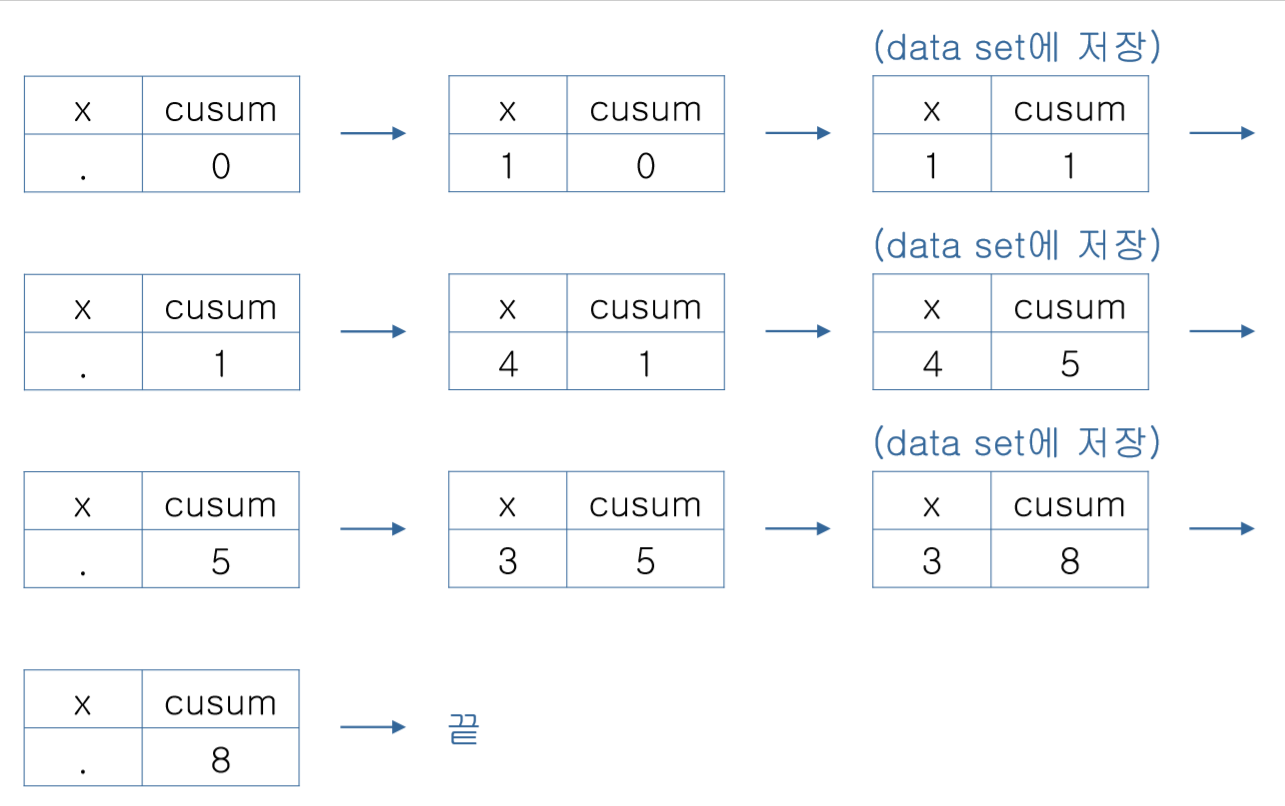 (data set에 저장)
x cusum x cusum x cusum
. 0 1 0 1 1
(data set에 저장)
x cusum x cusum x cusum
. 1 4 1 4 5
(data set에 저장)
x cusum x cusum x cusum
. 5 3 5 3 8
x cusum
끝
. 8